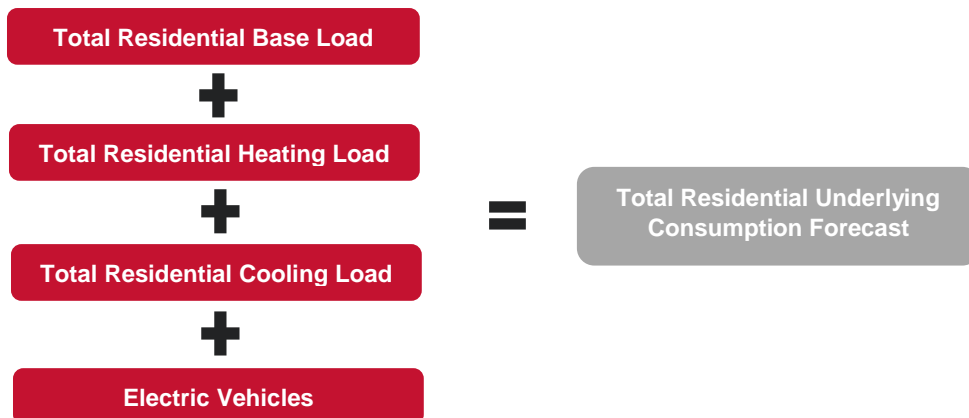 Total Residential Base Load
+
Total Residential Heating Load
+
Total Residential Cooling Load
+
Electric Vehicles
=
Total Residential Underlying
Consumption Forecast